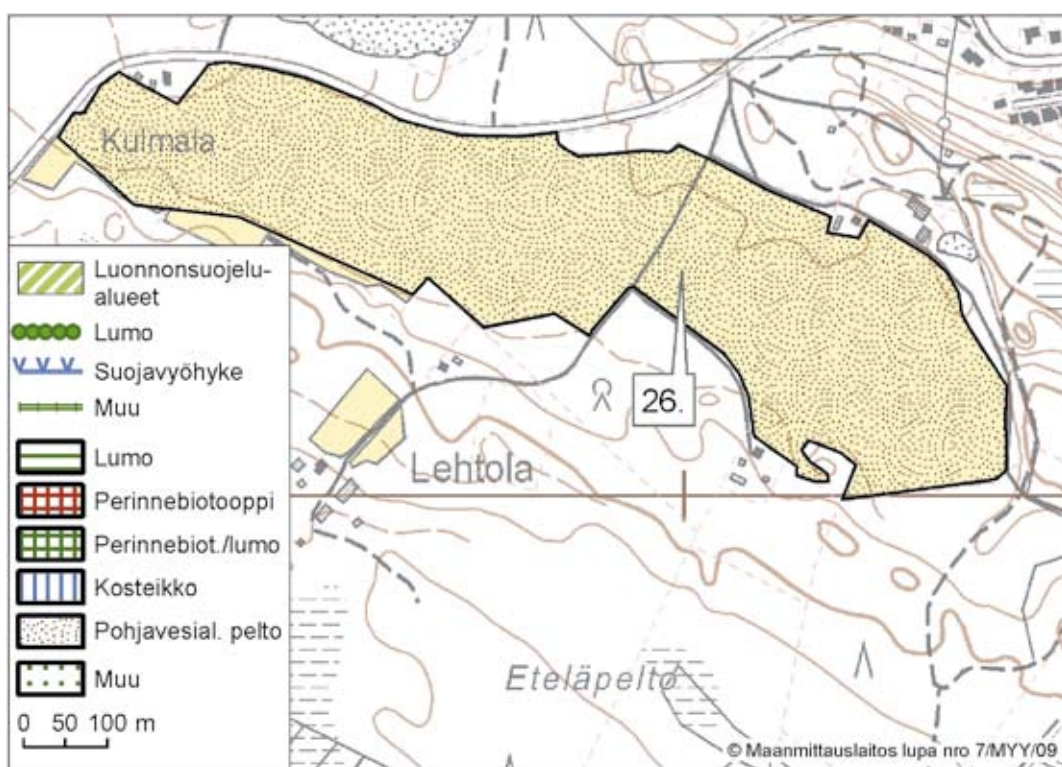 Kulmala
Luonnonsuojelu-
alueet
Lumo
Suojavyöhyke
Muu
Lumo
Perinnebiotooppi
Perinnebiot./lumo
Kosteikko
Pohjavesial. pelto
Muu
0 50 100 m
26.
Lehtola
Eteläpelto
© Maanmittauslaitos lupa nro 7/MYY/09